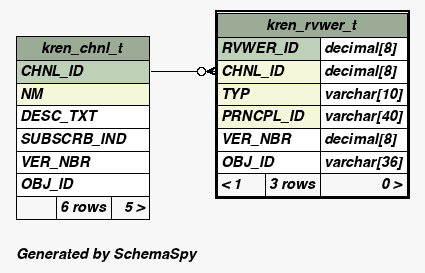 kren_chnl_t
CHNL_ID
NM
DESC_TXT
SUBSCRB_IND
VER_NBR
OBJ_ID
6 rows 5 >
kren_rvwer_t
RVWER_ID decimal[8]
CHNL_ID decimal[8]
TYP varchar[10]
PRNCPL_ID varchar[40]
VER_NBR decimal[8]
OBJ_ID varchar[36]
< 1 3 rows 0 >
Generated by SchemaSpy